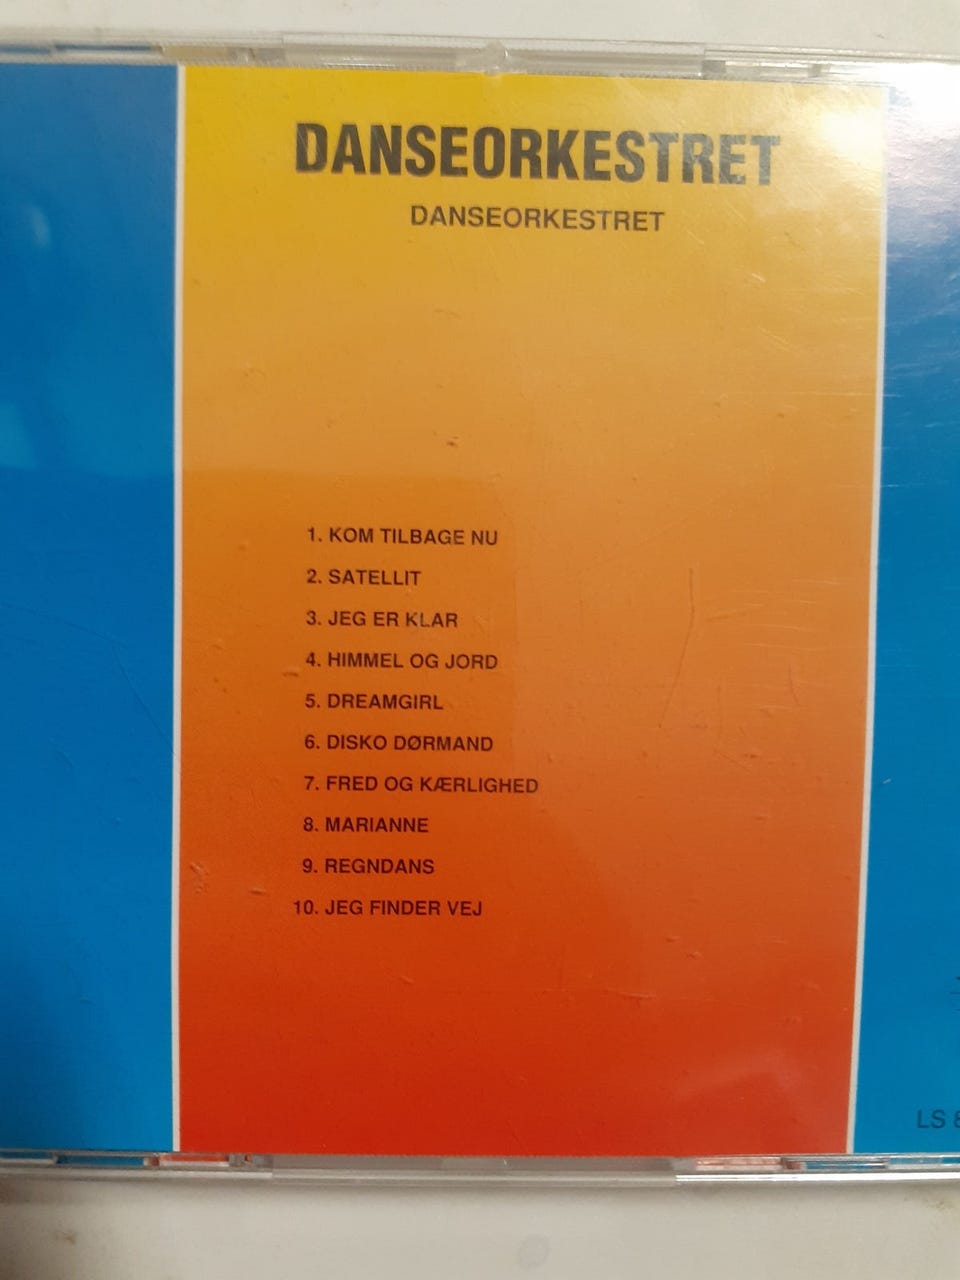 DANSEORKESTRET
DANSEORKESTRET
1. KOM TILBAGE NU
2. SATELLIT
3. JEG ER KLAR
4. HIMMEL OG JORD
5. DREAMGIRL
6. DISKO DØRMAND
7. FRED OG KÆRLIGHED
8. MARIANNE
9. REGNDANS
10. JEG FINDER VEJ
LS